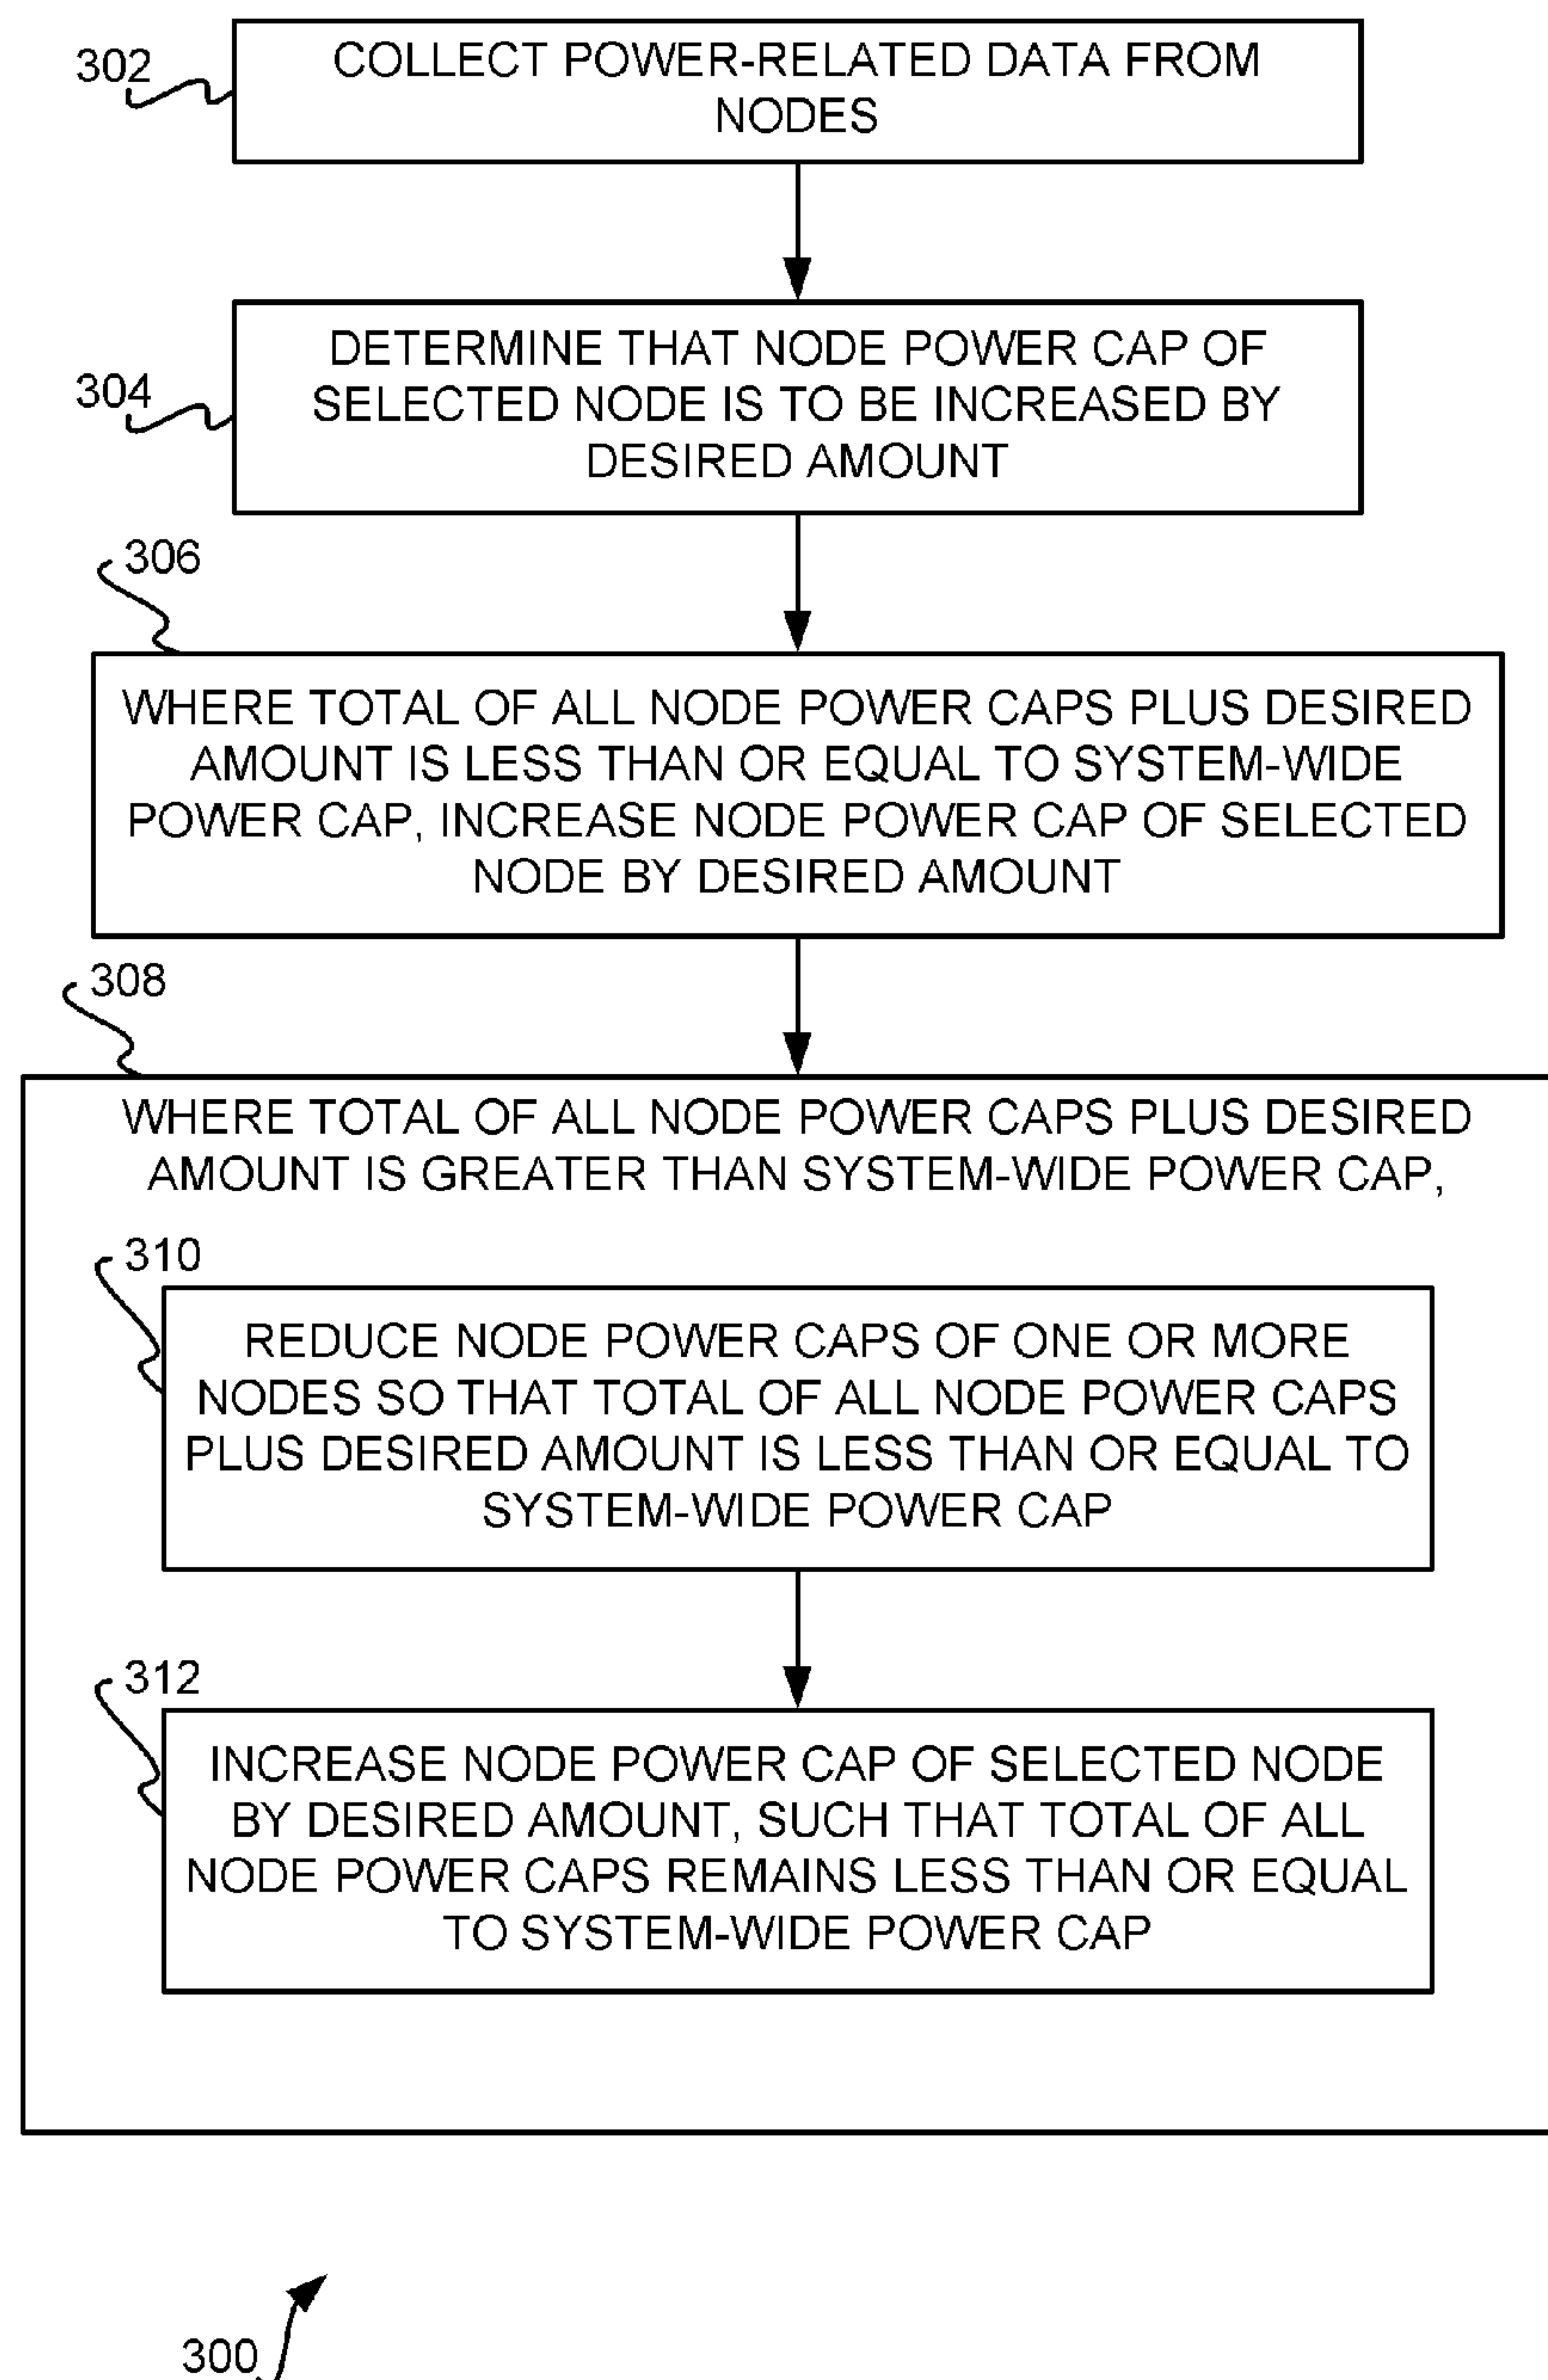 302
COLLECT POWER-RELATED DATA FROM
NODES
304
DETERMINE THAT NODE POWER CAP OF
SELECTED NODE IS TO BE INCREASED BY
DESIRED AMOUNT
306
WHERE TOTAL OF ALL NODE POWER CAPS PLUS DESIRED
AMOUNT IS LESS THAN OR EQUAL TO SYSTEM-WIDE
POWER CAP, INCREASE NODE POWER CAP OF SELECTED
NODE BY DESIRED AMOUNT
308
WHERE TOTAL OF ALL NODE POWER CAPS PLUS DESIRED
AMOUNT IS GREATER THAN SYSTEM-WIDE POWER CAP,
310
REDUCE NODE POWER CAPS OF ONE OR MORE
NODES SO THAT TOTAL OF ALL NODE POWER CAPS
PLUS DESIRED AMOUNT IS LESS THAN OR EQUAL TO
SYSTEM-WIDE POWER CAP
312
INCREASE NODE POWER CAP OF SELECTED NODE
BY DESIRED AMOUNT, SUCH THAT TOTAL OF ALL
NODE POWER CAPS REMAINS LESS THAN OR EQUAL
TO SYSTEM-WIDE POWER CAP
300